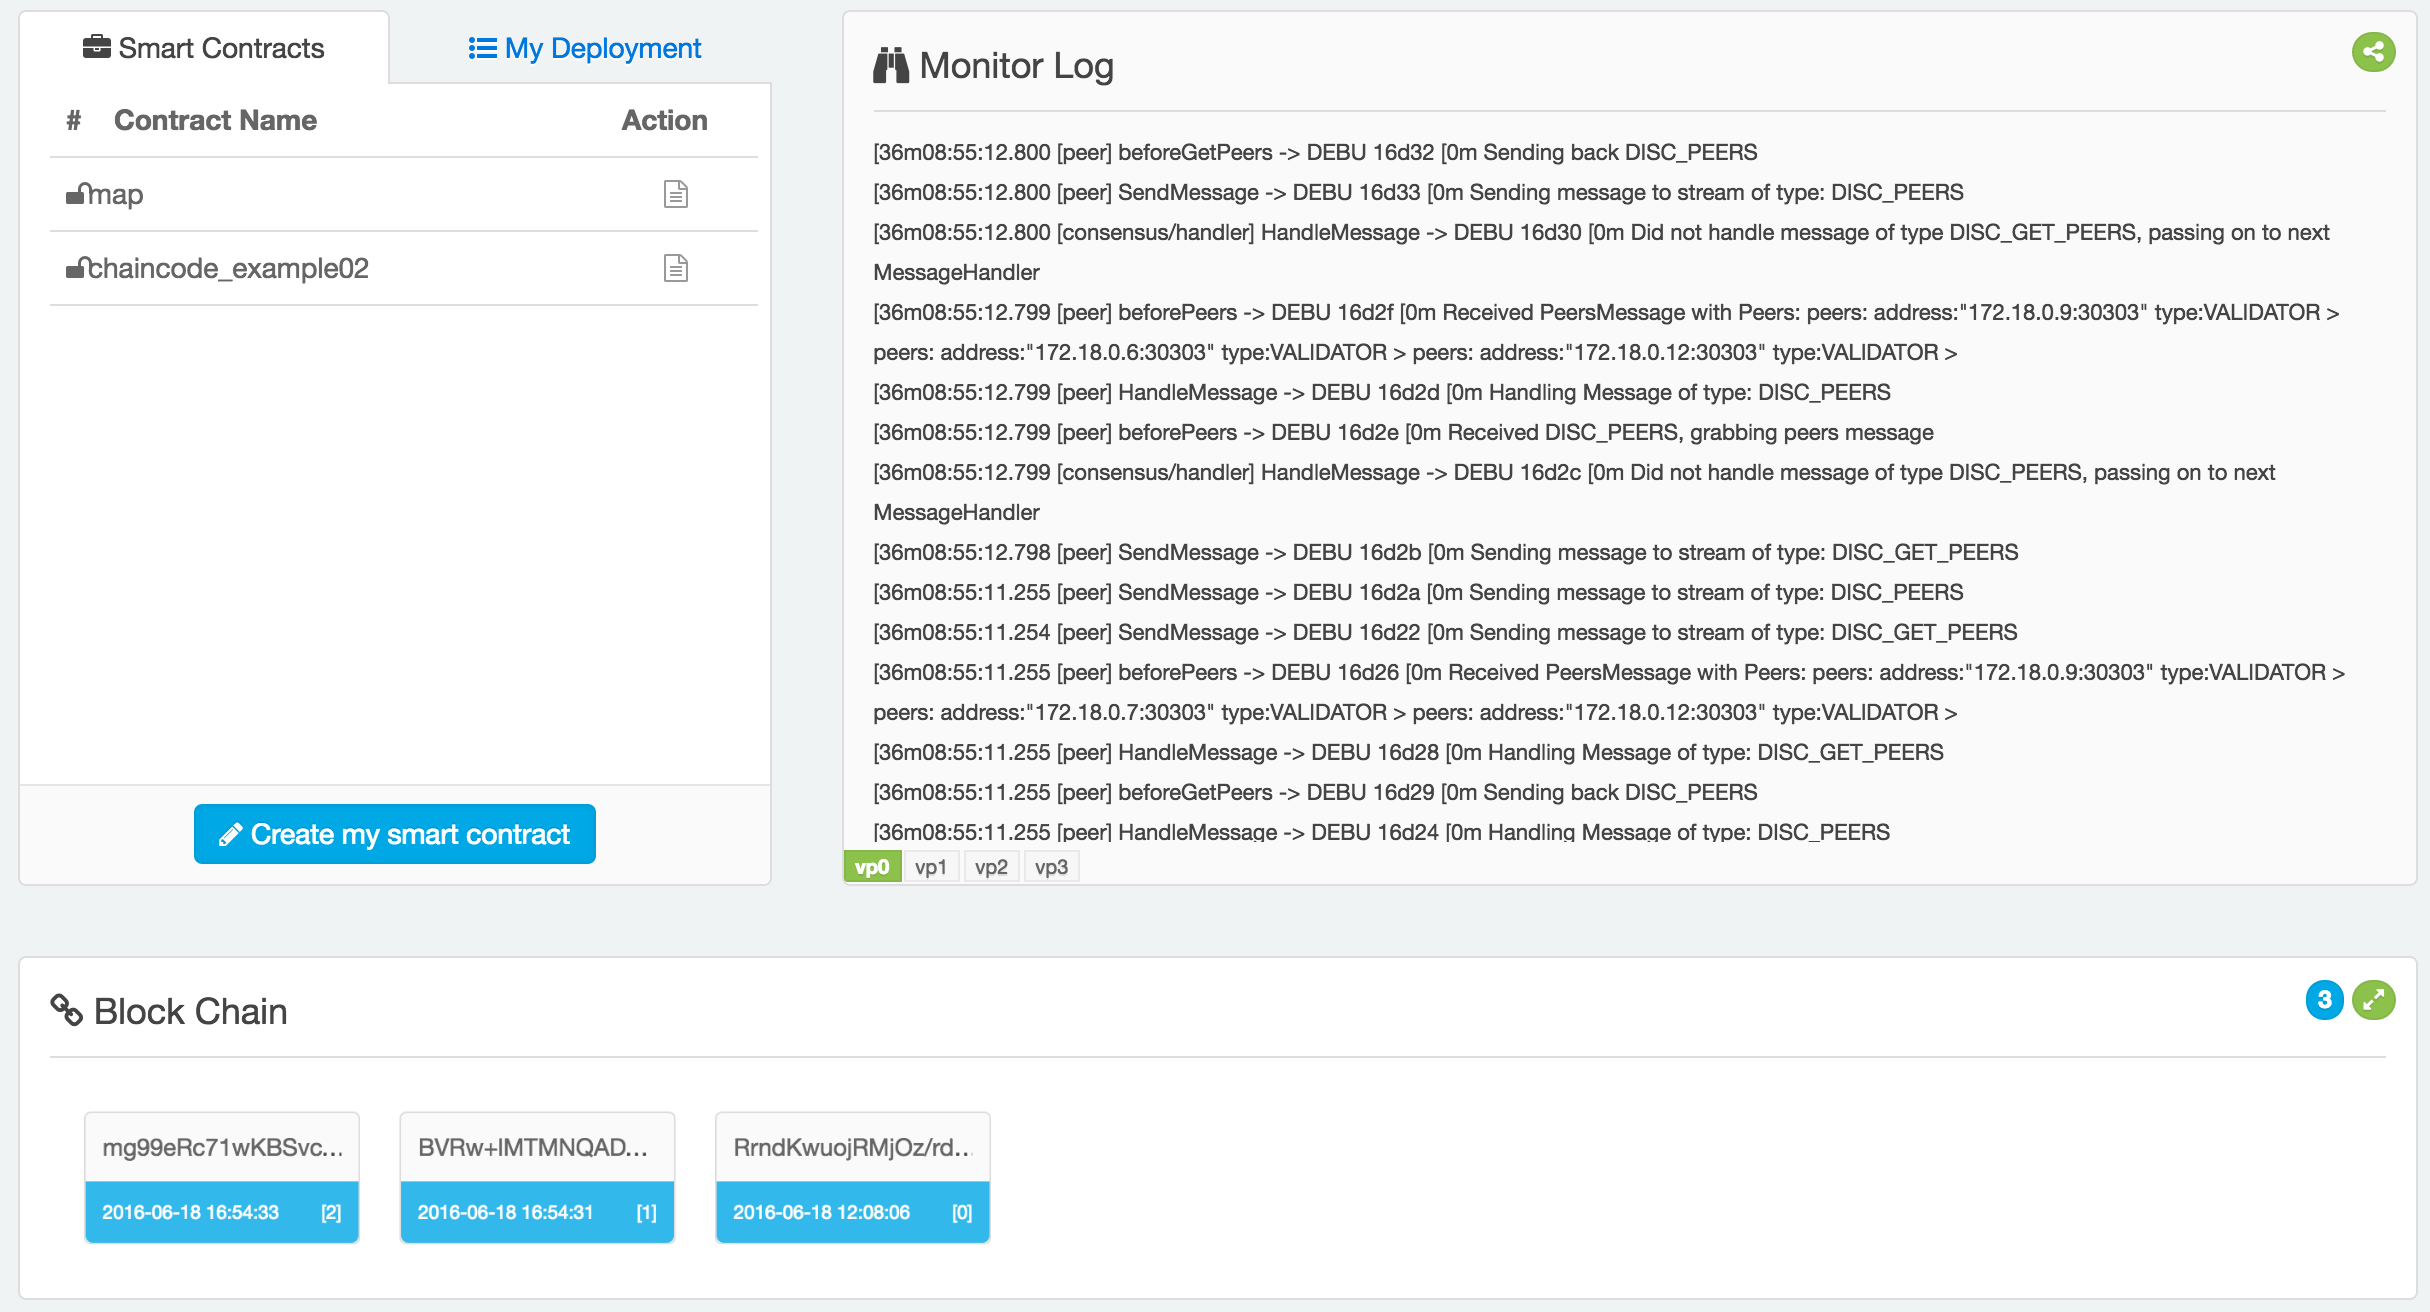 Smart Contracts
My Deployment
# Contract Name Action
map
chaincode_example02
Create my smart contract
Monitor Log
[36m08:55:12.800 [peer] beforeGetPeers -> DEBU 16d32 [0m Sending back DISC_PEERS
[36m08:55:12.800 [peer] SendMessage -> DEBU 16d33 [0m Sending message to stream of type: DISC_PEERS
[36m08:55:12.800 [consensus/handler] HandleMessage -> DEBU 16d30 [0m Did not handle message of type DISC_GET_PEERS, passing on to next
MessageHandler
[36m08:55:12.799 [peer] beforePeers -> DEBU 16d2f [0m Received PeersMessage with Peers: peers: address:"172.18.0.9:30303" type:VALIDATOR >
peers: address:"172.18.0.6:30303" type:VALIDATOR > peers: address:"172.18.0.12:30303" type:VALIDATOR >
[36m08:55:12.799 [peer] HandleMessage -> DEBU 16d2d [0m Handling Message of type: DISC_PEERS
[36m08:55:12.799 [peer] beforePeers -> DEBU 16d2e [0m Received DISC_PEERS, grabbing peers message
[36m08:55:12.799 [consensus/handler] HandleMessage -> DEBU 16d2c [0m Did not handle message of type DISC_PEERS, passing on to next
MessageHandler
[36m08:55:12.798 [peer] SendMessage -> DEBU 16d2b [0m Sending message to stream of type: DISC_GET_PEERS
[36m08:55:11.255 [peer] SendMessage -> DEBU 16d2a [0m Sending message to stream of type: DISC_PEERS
[36m08:55:11.254 [peer] SendMessage -> DEBU 16d22 [0m Sending message to stream of type: DISC_GET_PEERS
[36m08:55:11.255 [peer] beforePeers -> DEBU 16d26 [0m Received PeersMessage with Peers: peers: address:"172.18.0.9:30303" type:VALIDATOR >
peers: address:"172.18.0.7:30303" type:VALIDATOR > peers: address:"172.18.0.12:30303" type:VALIDATOR >
[36m08:55:11.255 [peer] HandleMessage -> DEBU 16d28 [0m Handling Message of type: DISC_GET_PEERS
[36m08:55:11.255 [peer] beforeGetPeers -> DEBU 16d29 [0m Sending back DISC_PEERS
[36m08:55:11.255 [peer] HandleMessage -> DEBU 16d24 [0m Handling Message of type: DISC_PEERS
vp0 vp1 vp2 vp3
Block Chain
3
mg99eRc71wKBSvc...
2016-06-18 16:54:33 [2]
BVRw+IMTMNQAD...
2016-06-18 16:54:31 [1]
RrndKwuojRMjOz/rd...
2016-06-18 12:08:06 [0]